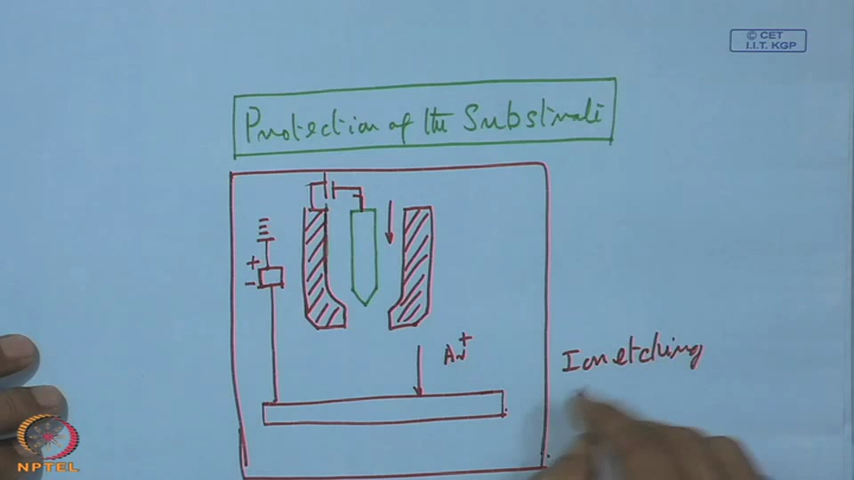 © CET
I.I.T. KGP
Protection of the Substrate
+
-
Ar+
Ion etching
NPTEL